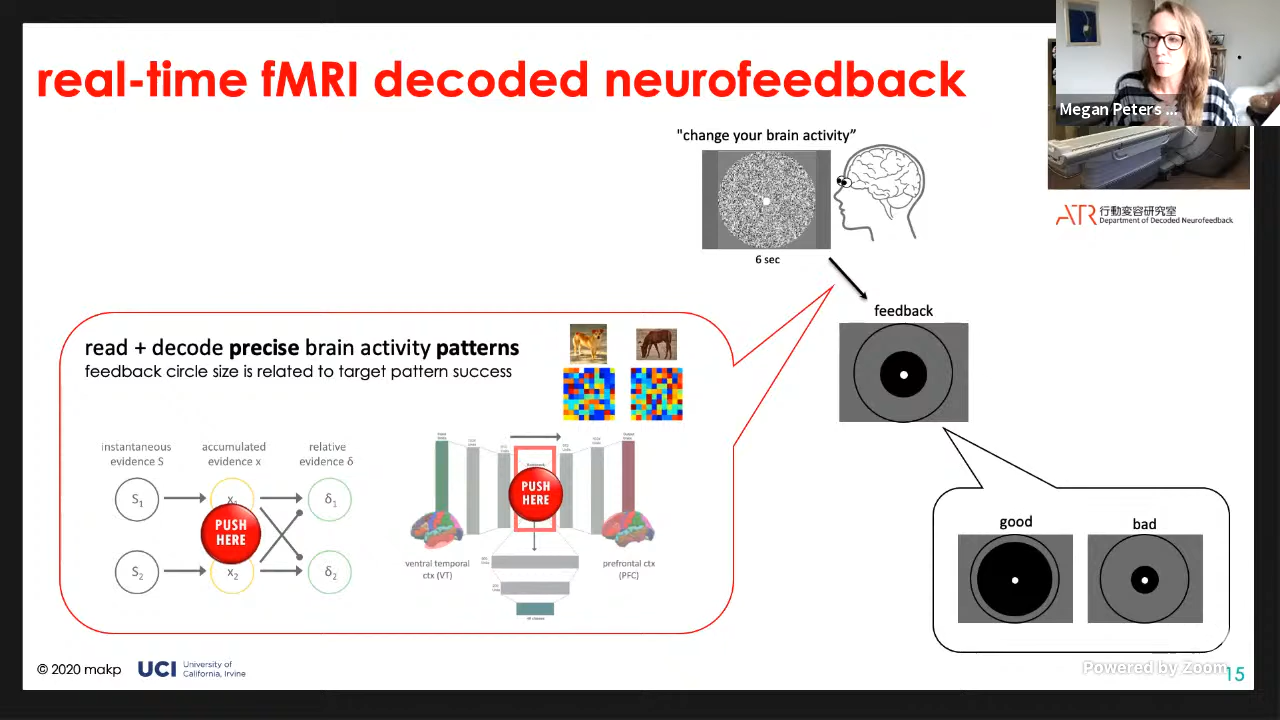 real-time fMRI decoded neurofeedback
Megan Peters ...
"change your brain activity”
6 sec
ATR 行動変容研究室
Department of Decoded Neurofeedback
feedback
read + decode precise brain activity patterns
feedback circle size is related to target pattern success
instantaneous
evidence S
accumulated
evidence x
relative
evidence δ
S1
x1
δ1
PUSH
HERE
S2
x2
δ2
PUSH
HERE
ventral temporal
ctx (VT)
prefrontal ctx
(PFC)
good
bad
© 2020 makp
UCI
University of
California, Irvine
Powered by Zoom
15